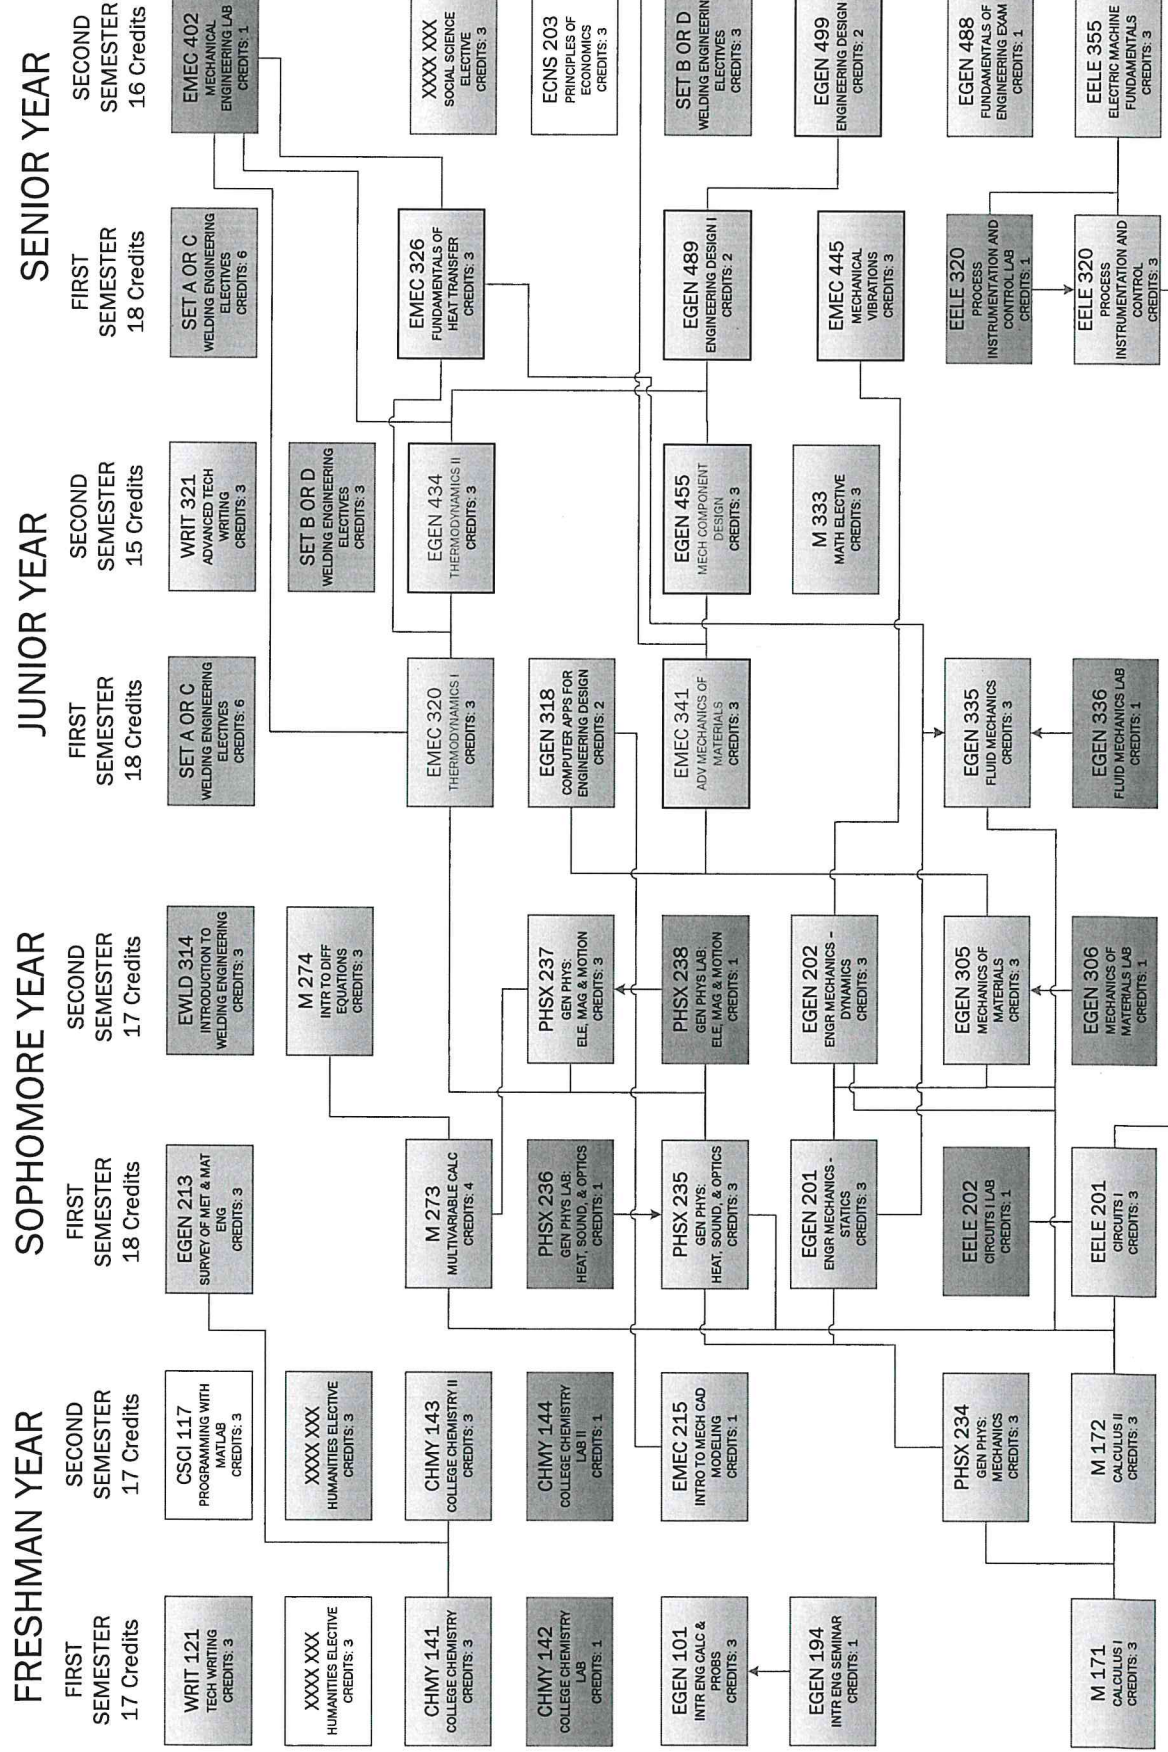 FRESHMAN YEAR
FIRST
SEMESTER
17 Credits
WRIT 121
TECH WRITING
CREDITS: 3
XXXX XXX
HUMANITIES ELECTIVE
CREDITS: 3
CHMY 141
COLLEGE CHEMISTRY
CREDITS: 3
CHMY 142
COLLEGE CHEMISTRY
LAB
CREDITS: 1
EGEN 101
INTR ENG CALC &
PROBS
CREDITS: 3
EGEN 194
INTR ENG SEMINAR
CREDITS: 1
M 171
CALCULUS I
CREDITS: 3
SECOND
SEMESTER
17 Credits
CSCI 117
PROGRAMMING WITH
MATLAB
CREDITS: 3
XXXX XXX
HUMANITIES ELECTIVE
CREDITS: 3
CHMY 143
COLLEGE CHEMISTRY II
CREDITS: 3
CHMY 144
COLLEGE CHEMISTRY
LAB II
CREDITS: 1
EMEC 215
INTRO TO MECH CAD
MODELING
CREDITS: 1
PHSX 234
GEN PHYS:
MECHANICS
CREDITS: 3
M 172
CALCULUS II
CREDITS: 3
SOPHOMORE YEAR
FIRST
SEMESTER
18 Credits
EGEN 213
SURVEY OF MET & MAT
ENG
CREDITS: 3
M 273
MULTIVARIABLE CALC
CREDITS: 4
PHSX 236
GEN PHYS LAB:
HEAT, SOUND, & OPTICS
CREDITS: 1
PHSX 235
GEN PHYS:
HEAT, SOUND, & OPTICS
CREDITS: 3
EGEN 201
ENGR MECHANICS -
STATICS
CREDITS: 3
EELE 202
CIRCUITS I LAB
CREDITS: 1
EELE 201
CIRCUITS I
CREDITS: 3
SECOND
SEMESTER
17 Credits
EWLD 314
INTRODUCTION TO
WELDING ENGINEERING
CREDITS: 3
M 274
INTR TO DIFF
EQUATIONS
CREDITS: 3
PHSX 237
GEN PHYS:
ELE, MAG & MOTION
CREDITS: 3
PHSX 238
GEN PHYS LAB:
ELE, MAG & MOTION
CREDITS: 1
EGEN 202
ENGR MECHANICS –
DYNAMICS
CREDITS: 3
EGEN 305
MECHANICS OF
MATERIALS
CREDITS: 3
EGEN 306
MECHANICS OF
MATERIALS LAB
CREDITS: 1
JUNIOR YEAR
FIRST
SEMESTER
18 Credits
SET A OR C
WELDING ENGINEERING
ELECTIVES
CREDITS: 6
EMEC 320
THERMODYNAMICS I
CREDITS: 3
EGEN 318
COMPUTER APPS FOR
ENGINEERING DESIGN
CREDITS: 2
EMEC 341
ADV MECHANICS OF
MATERIALS
CREDITS: 3
EGEN 335
FLUID MECHANICS
CREDITS: 3
EGEN 336
FLUID MECHANICS LAB
CREDITS: 1
SECOND
SEMESTER
15 Credits
WRIT 321
ADVANCED TECH
WRITING
CREDITS: 3
SET B OR D
WELDING ENGINEERING
ELECTIVES
CREDITS: 3
EGEN 434
THERMODYNAMICS II
CREDITS: 3
EGEN 455
MECH COMPONENT
DESIGN
CREDITS: 3
M 333
MATH ELECTIVE
CREDITS: 3
SENIOR YEAR
FIRST
SEMESTER
18 Credits
SET A OR C
WELDING ENGINEERING
ELECTIVES
CREDITS: 6
EMEC 326
FUNDAMENTALS OF
HEAT TRANSFER
CREDITS: 3
EGEN 489
ENGINEERING DESIGN I
CREDITS: 2
EMEC 445
MECHANICAL
VIBRATIONS
CREDITS: 3
EELE 320
PROCESS
INSTRUMENTATION AND
CONTROL LAB
CREDITS: 1
EELE 320
PROCESS
INSTRUMENTATION AND
CONTROL
CREDITS: 3
SECOND
SEMESTER
16 Credits
EMEC 402
MECHANICAL
ENGINEERING LAB
CREDITS: 1
XXXX XXX
SOCIAL SCIENCE
ELECTIVE
CREDITS: 3
ECNS 203
PRINCIPLES OF
ECONOMICS
CREDITS: 3
SET B OR D
WELDING ENGINEERIN
ELECTIVES
CREDITS: 3
EGEN 499
ENGINEERING DESIGN
CREDITS: 2
EGEN 488
FUNDAMENTALS OF
ENGINEERING EXAM
CREDITS: 1
EELE 355
ELECTRIC MACHINE
FUNDAMENTALS
CREDITS: 3